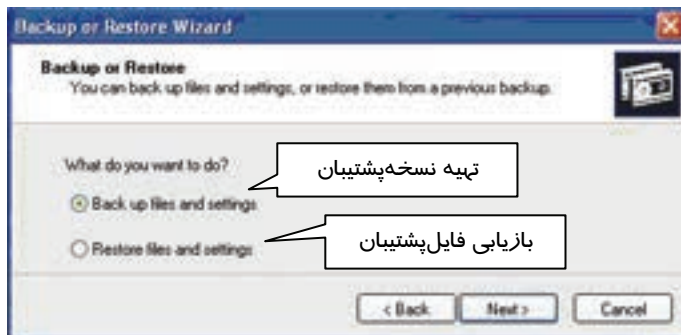 Backup or Restore Wizard
Backup or Restore
You can back up files and settings, or restore them from a previous backup.
What do you want to do?
تهیه نسخه‌پشتیبان
Back up files and settings
بازیابی فایل‌پشتیبان
Restore files and settings
< Back
Next >
Cancel